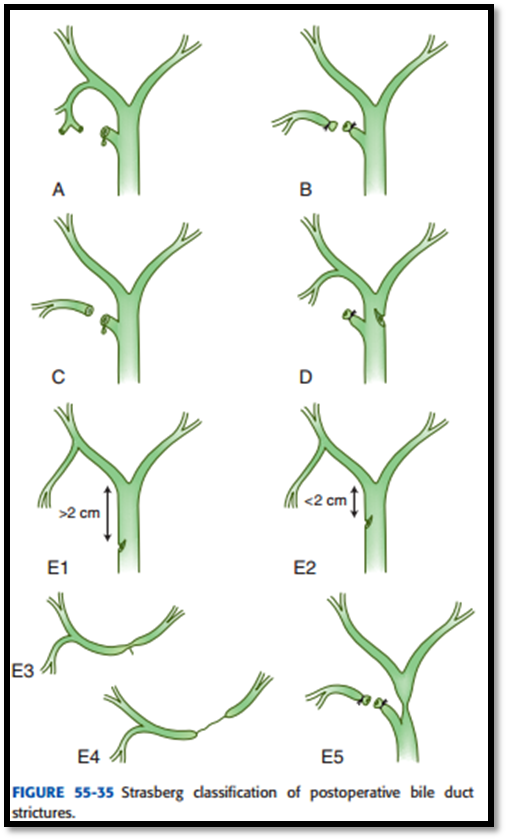 A
B
C
D
>2 cm
<2 cm
E1
E2
E3
E4
E5
FIGURE 55-35 Strasberg classification of postoperative bile duct
strictures.